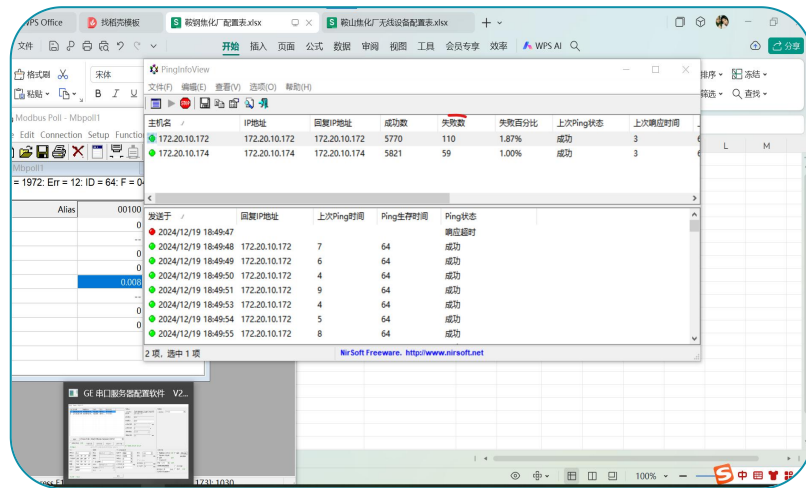 WPS Office 找稻壳模板 S 鞍钢焦化厂配置表.xlsx S 鞍山焦化厂无线设备配置表.xlsx +
文件 开始 插入 页面 公式 数据 审阅 视图 工具 会员专享 效率 WPS AI 分享
格式刷 宋体 排序 冻结
粘贴 B I U 筛选 查找
PingInfoView
文件(F) 编辑(E) 查看(V) 选项(O) 帮助(H)
主机名 / IP地址 回复IP地址 成功数 失败数 失败百分比 上次Ping状态 上次响应时间
172.20.10.172 172.20.10.172 172.20.10.172 5770 110 1.87% 成功 3
172.20.10.174 172.20.10.174 172.20.10.174 5821 59 1.00% 成功 3
发送于 / 回复IP地址 上次Ping时间 Ping生存时间 Ping状态
2024/12/19 18:49:47 响应超时
2024/12/19 18:49:48 172.20.10.172 7 64 成功
2024/12/19 18:49:49 172.20.10.172 6 64 成功
2024/12/19 18:49:50 172.20.10.172 4 64 成功
2024/12/19 18:49:51 172.20.10.172 9 64 成功
2024/12/19 18:49:53 172.20.10.172 4 64 成功
2024/12/19 18:49:54 172.20.10.172 5 64 成功
2024/12/19 18:49:55 172.20.10.172 8 64 成功
2 项, 选中 1 项 NirSoft Freeware. http://www.nirsoft.net
Modbus Poll - Mbpoll1
Edit Connection Setup Functio
Mbpoll1
= 1972: Err = 12: ID = 64: F = 04
Alias 00100
0
--
0
0
0.008
--
0
0
L M
GE 串口服务器配置软件 V2...
173]: 1030
100% 中